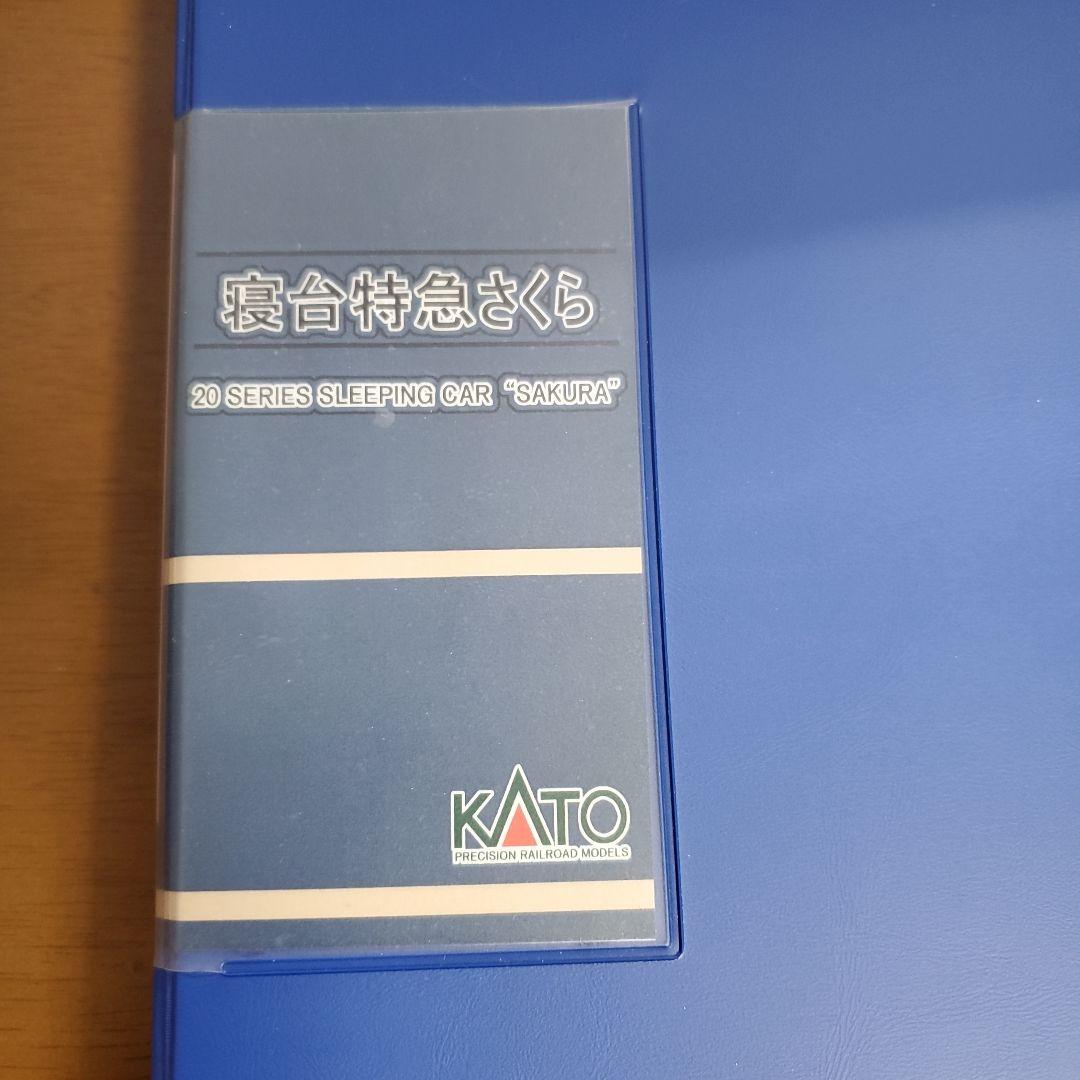 寝台特急さくら
20 SERIES SLEEPING CAR “SAKURA”
KATO
PRECISION RAILROAD MODELS